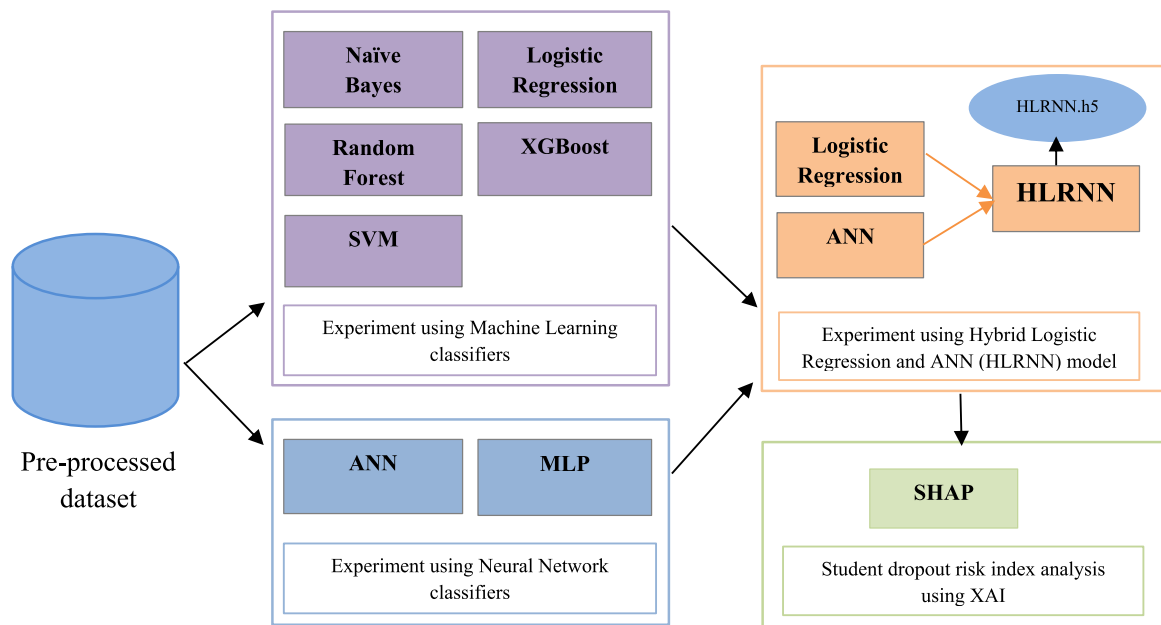 Pre-processed
dataset
Naïve
Bayes
Logistic
Regression
Random
Forest
XGBoost
SVM
Experiment using Machine Learning
classifiers
ANN
MLP
Experiment using Neural Network
classifiers
HLRNN.h5
Logistic
Regression
HLRNN
ANN
Experiment using Hybrid Logistic
Regression and ANN (HLRNN) model
SHAP
Student dropout risk index analysis
using XAI